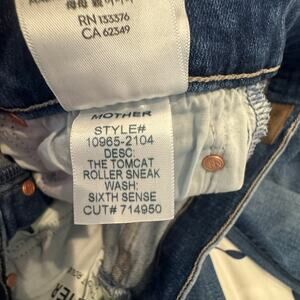 RN 133376
CA 62349
MOTHER
STYLE#
10965-2104
DESC:
THE TOMCAT
ROLLER SNEAK
WASH:
SIXTH SENSE
CUT# 714950